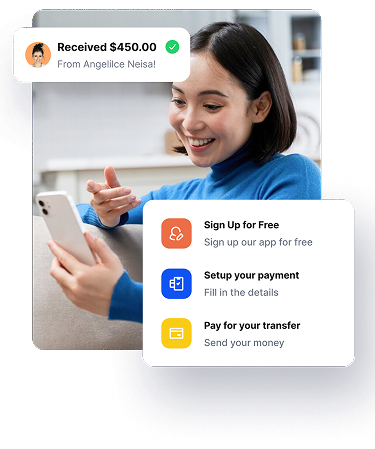 Received $450.00
From Angelilce Neisa!
Sign Up for Free
Sign up our app for free
Setup your payment
Fill in the details
Pay for your transfer
Send your money